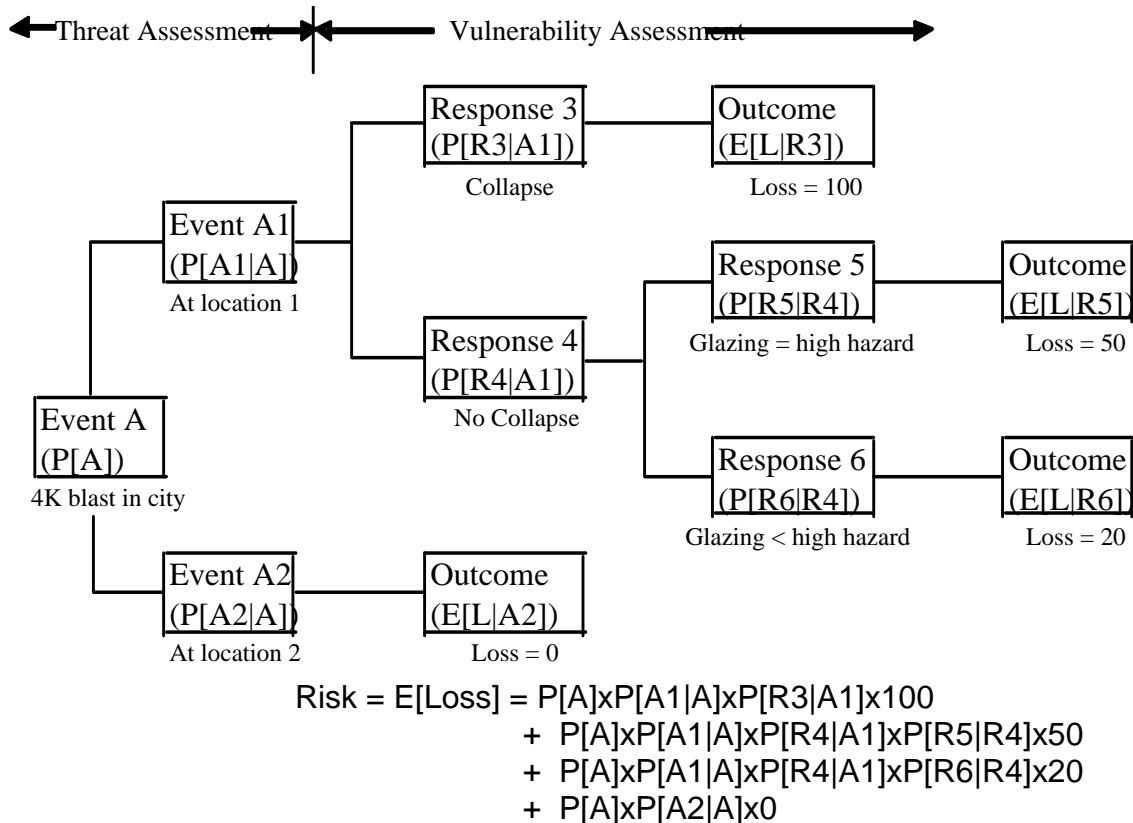 Threat Assessment
Vulnerability Assessment
Response 3
(P[R3|A1])
Collapse
Outcome
(E[L|R3])
Loss = 100
Event A1
(P[A1|A])
At location 1
Response 5
(P[R5|R4])
Glazing = high hazard
Outcome
(E[L|R5])
Loss = 50
Response 4
(P[R4|A1])
No Collapse
Event A
(P[A])
4K blast in city
Response 6
(P[R6|R4])
Glazing < high hazard
Outcome
(E[L|R6])
Loss = 20
Event A2
(P[A2|A])
At location 2
Outcome
(E[L|A2])
Loss = 0
Risk = E[Loss] = P[A]xP[A1|A]xP[R3|A1]x100
+ P[A]xP[A1|A]xP[R4|A1]xP[R5|R4]x50
+ P[A]xP[A1|A]xP[R4|A1]xP[R6|R4]x20
+ P[A]xP[A2|A]x0